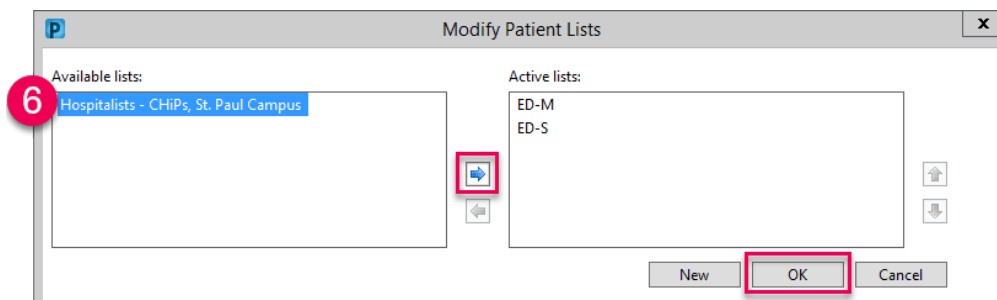 P
Modify Patient Lists
x
Available lists:
Active lists:
6
Hospitalists - CHiPs, St. Paul Campus
ED-M
ED-S
New
OK
Cancel